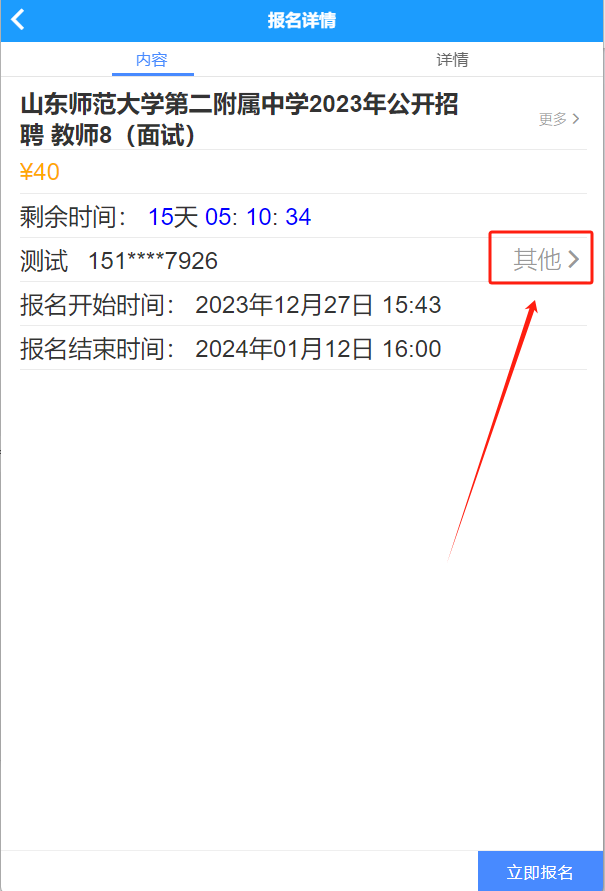 报名详情
内容 详情
山东师范大学第二附属中学2023年公开招
聘 教师8（面试）
更多
¥40
剩余时间： 15天 05: 10: 34
测试 151****7926 其他
报名开始时间： 2023年12月27日 15:43
报名结束时间： 2024年01月12日 16:00
立即报名